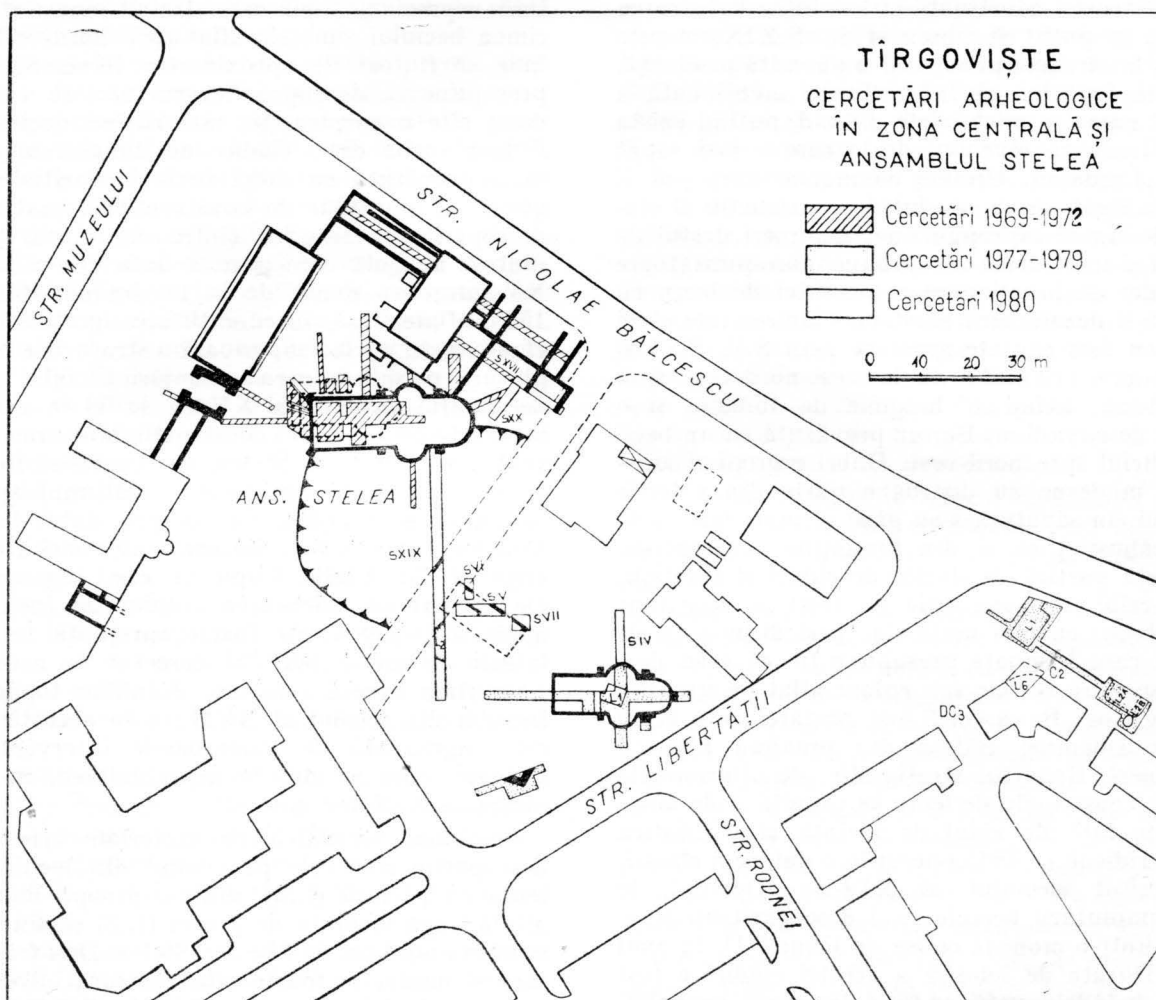 TÎRGOVIȘTE
CERCETĂRI ARHEOLOGICE
ÎN ZONA CENTRALĂ ȘI
ANSAMBLUL STELEA
Cercetări 1969-1972
Cercetări 1977-1979
Cercetări 1980
0 10 20 30 m
STR. MUZEULUI
STR. NICOLAE BĂLCESCU
SXVII
SXX
ANS. STELEA
SXIX
SV
SVII
SIV
L4
L6
C2
DC3
STR. LIBERTĂȚII
STR. RODNEI